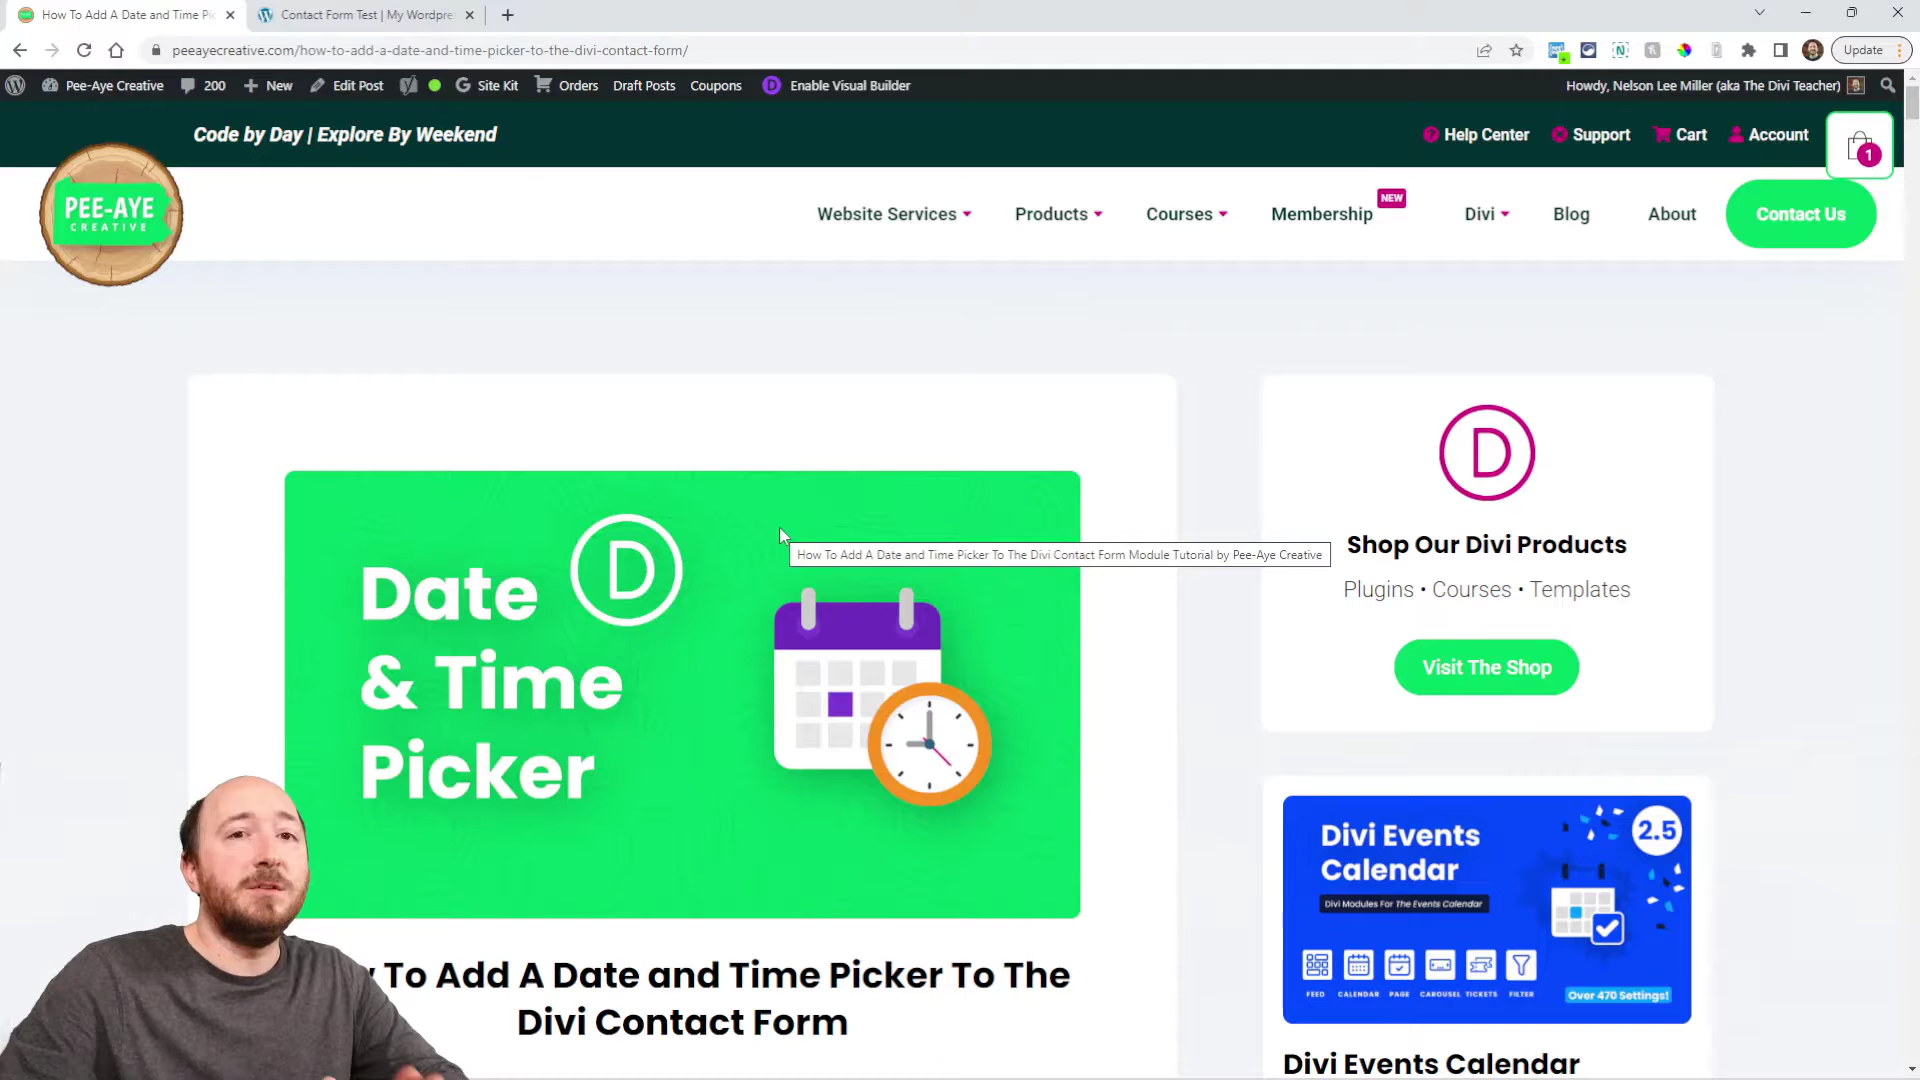 How To Add A Date and Time Pic
Contact Form Test | My Wordpre
peeayecreative.com/how-to-add-a-date-and-time-picker-to-the-divi-contact-form/
Update
Pee-Aye Creative 200 New Edit Post Site Kit Orders Draft Posts Coupons Enable Visual Builder
Howdy, Nelson Lee Miller (aka The Divi Teacher)
Code by Day | Explore By Weekend
Help Center Support Cart Account
1
PEE-AYE
CREATIVE
Website Services Products Courses Membership NEW Divi Blog About Contact Us
Date
& Time
Picker
D
How To Add A Date and Time Picker To The Divi Contact Form Module Tutorial by Pee-Aye Creative
To Add A Date and Time Picker To The
Divi Contact Form
D
Shop Our Divi Products
Plugins • Courses • Templates
Visit The Shop
Divi Events
Calendar
2.5
Divi Modules For The Events Calendar
FEED CALENDAR PAGE CAROUSEL TICKETS FILTER
Over 470 Settings!
Divi Events Calendar